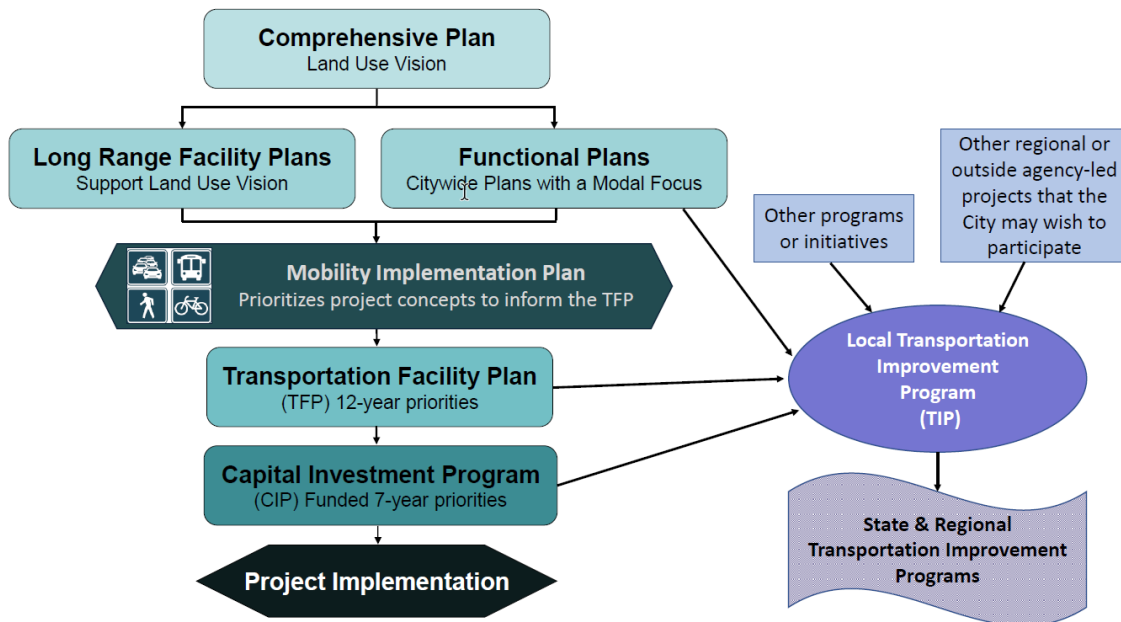 Comprehensive Plan
Land Use Vision
Long Range Facility Plans
Support Land Use Vision
Functional Plans
Citywide Plans with a Modal Focus
Other programs
or initiatives
Other regional or
outside agency-led
projects that the
City may wish to
participate
Mobility Implementation Plan
Prioritizes project concepts to inform the TFP
Transportation Facility Plan
(TFP) 12-year priorities
Capital Investment Program
(CIP) Funded 7-year priorities
Project Implementation
Local Transportation
Improvement
Program
(TIP)
State & Regional
Transportation Improvement
Programs